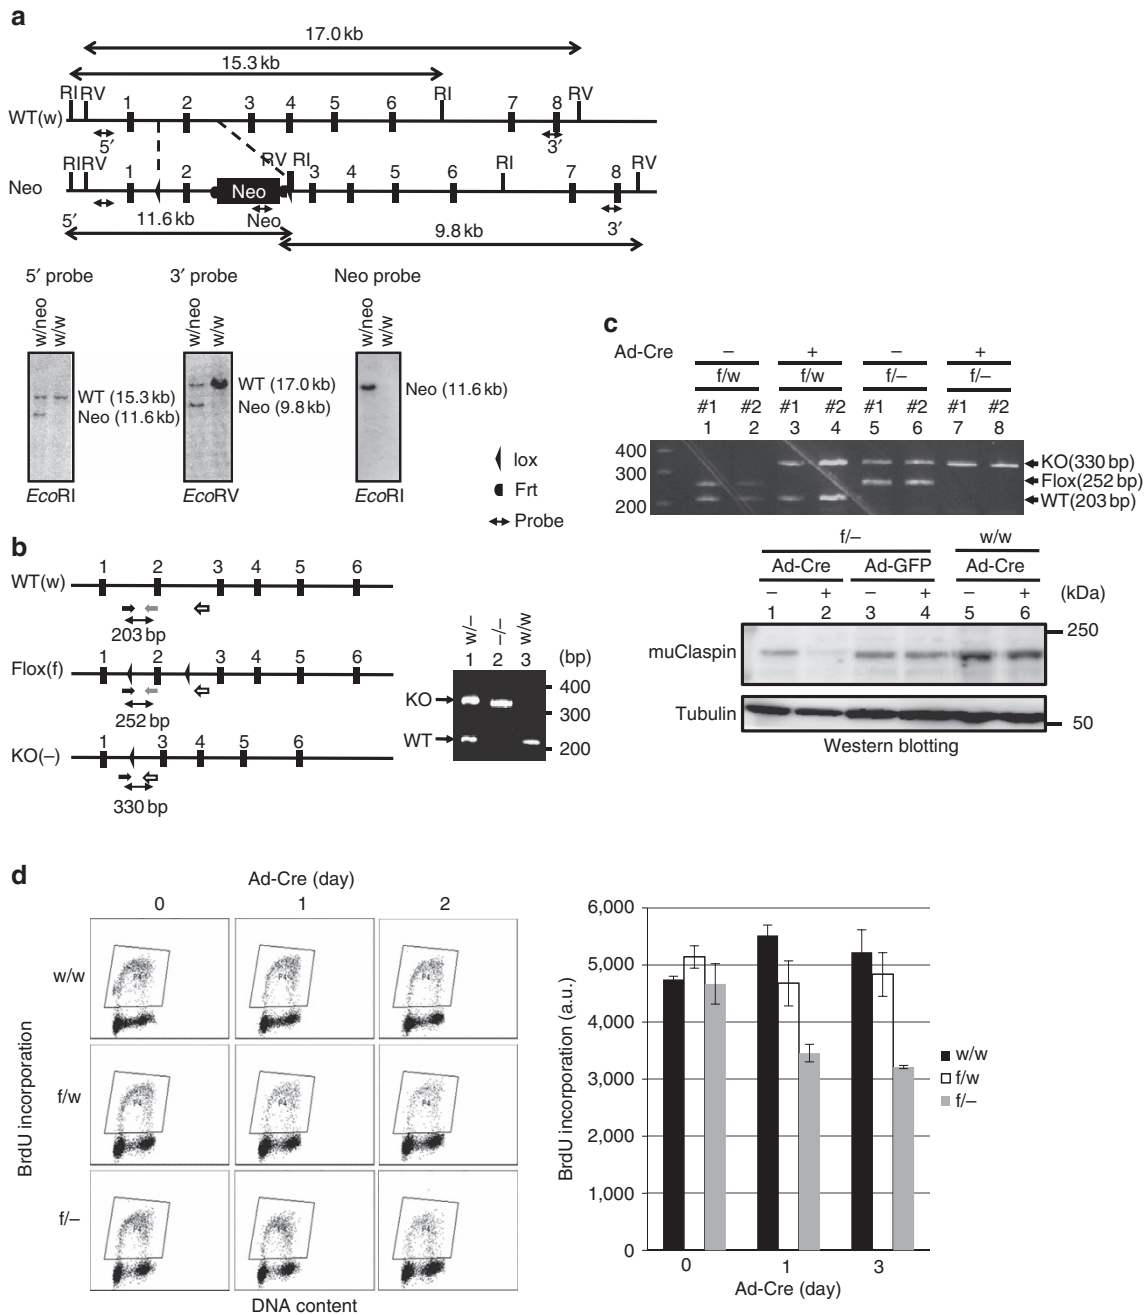 a
17.0 kb
15.3 kb
RI RV 1 2 3 4 5 6 RI 7 8 RV
WT(w)
5′ 3′
RV RI
RI RV 1 2 3 4 5 6 RI 7 8 RV
Neo Neo
5′ 11.6 kb Neo 3′
9.8 kb
5′ probe 3′ probe Neo probe
w/neo w/w w/neo w/w w/neo w/w
WT (15.3 kb) WT (17.0 kb) Neo (11.6 kb)
Neo (11.6 kb) Neo (9.8 kb)
EcoRI EcoRV EcoRI
lox
Frt
Probe
b
1 2 3 4 5 6
WT(w)
203 bp
1 2 3 4 5 6
Flox(f)
252 bp
1 3 4 5 6
KO(–)
330 bp
w/– –/– w/w
1 2 3 (bp)
KO 400
300
WT 200
c
Ad-Cre – + – +
f/w f/w f/– f/–
#1 #2 #1 #2 #1 #2 #1 #2
1 2 3 4 5 6 7 8
400 KO(330 bp)
300 Flox(252 bp)
200 WT(203 bp)
f/– w/w
Ad-Cre Ad-GFP Ad-Cre
– + – + – + (kDa)
1 2 3 4 5 6
250
muClaspin
Tubulin 50
Western blotting
d
Ad-Cre (day)
0 1 2
w/w
P4 P4 P4
f/w
P4 P4 P4
f/–
P4 P4 P4
BrdU incorporation
DNA content
6,000
5,000
4,000
3,000
2,000
1,000
0
BrdU incorporation (a.u.)
0 1 3
Ad-Cre (day)
w/w
f/w
f/–